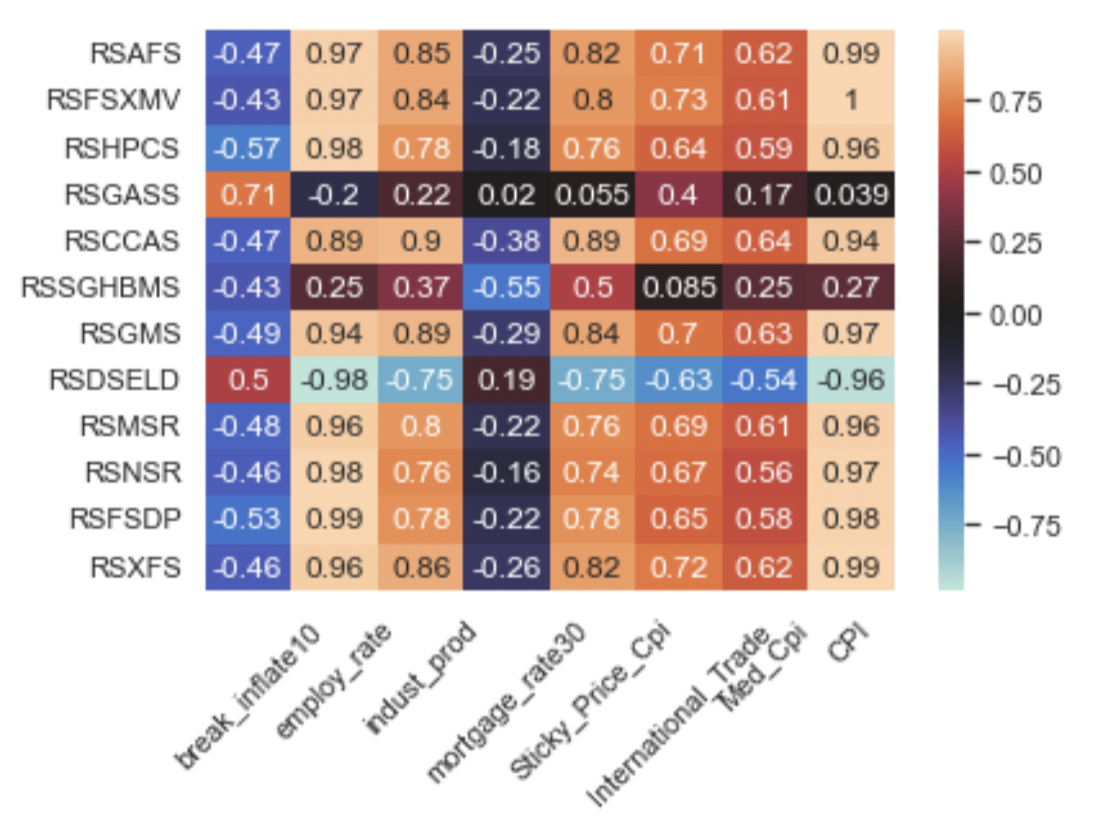 RSAFS -0.47 0.97 0.85 -0.25 0.82 0.71 0.62 0.99
RSFSXMV -0.43 0.97 0.84 -0.22 0.8 0.73 0.61 1
RSHPCS -0.57 0.98 0.78 -0.18 0.76 0.64 0.59 0.96
RSGASS 0.71 -0.2 0.22 0.02 0.055 0.4 0.17 0.039
RSCCAS -0.47 0.89 0.9 -0.38 0.89 0.69 0.64 0.94
RSSGHBMS -0.43 0.25 0.37 -0.55 0.5 0.085 0.25 0.27
RSGMS -0.49 0.94 0.89 -0.29 0.84 0.7 0.63 0.97
RSDSELD 0.5 -0.98 -0.75 0.19 -0.75 -0.63 -0.54 -0.96
RSMSR -0.48 0.96 0.8 -0.22 0.76 0.69 0.61 0.96
RSNSR -0.46 0.98 0.76 -0.16 0.74 0.67 0.56 0.97
RSFSDP -0.53 0.99 0.78 -0.22 0.78 0.65 0.58 0.98
RSXFS -0.46 0.96 0.86 -0.26 0.82 0.72 0.62 0.99
break_inflate10
employ_rate
indust_prod
mortgage_rate30
Sticky_Price_Cpi
International_Trade
Med_Cpi
CPI
0.75
0.50
0.25
0.00
−0.25
−0.50
−0.75